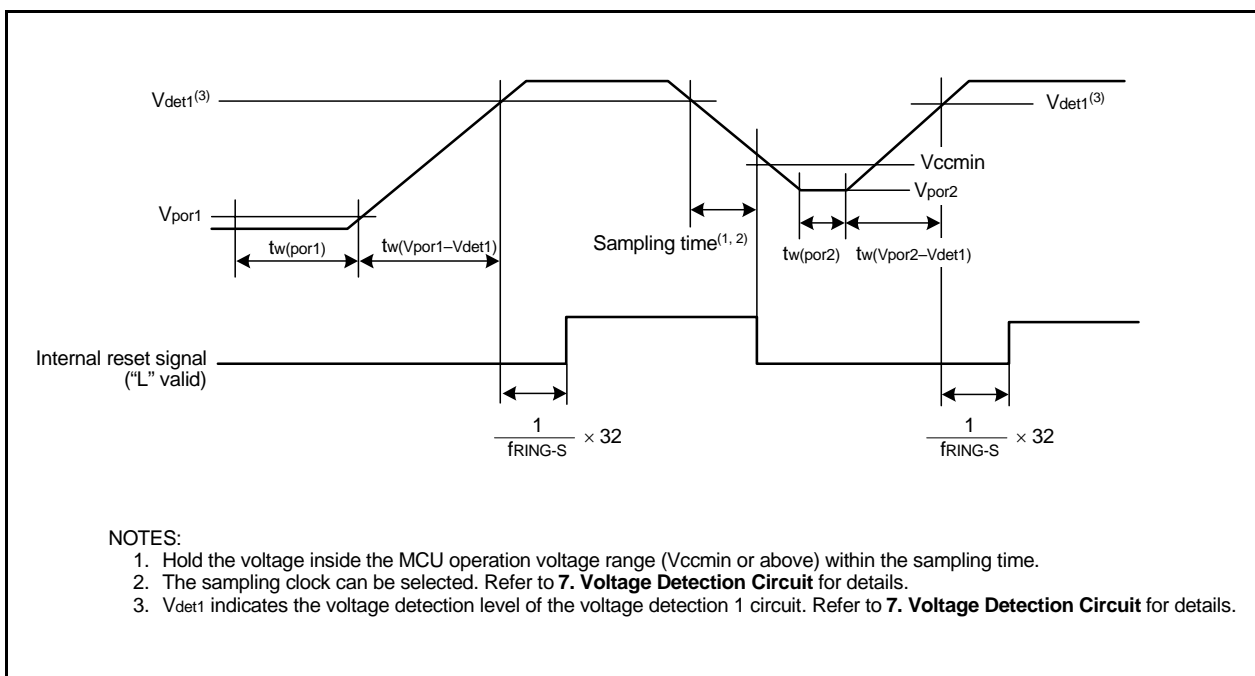 Vdet1(3)
Vdet1(3)
Vccmin
Vpor2
Vpor1
Sampling time(1, 2)
tw(por1)
tw(Vpor1–Vdet1)
tw(por2)
tw(Vpor2–Vdet1)
Internal reset signal
(“L” valid)
1
fRING-S
× 32
1
fRING-S
× 32
NOTES:
1. Hold the voltage inside the MCU operation voltage range (Vccmin or above) within the sampling time.
2. The sampling clock can be selected. Refer to 7. Voltage Detection Circuit for details.
3. Vdet1 indicates the voltage detection level of the voltage detection 1 circuit. Refer to 7. Voltage Detection Circuit for details.